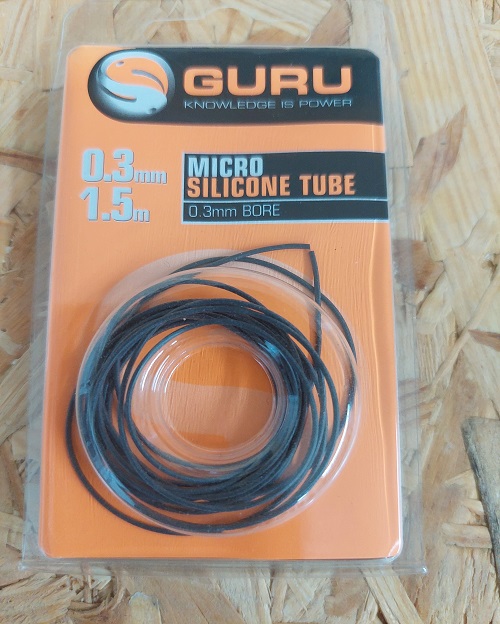 GURU
KNOWLEDGE IS POWER
0.3mm
1.5m
MICRO
SILICONE TUBE
0.3mm BORE